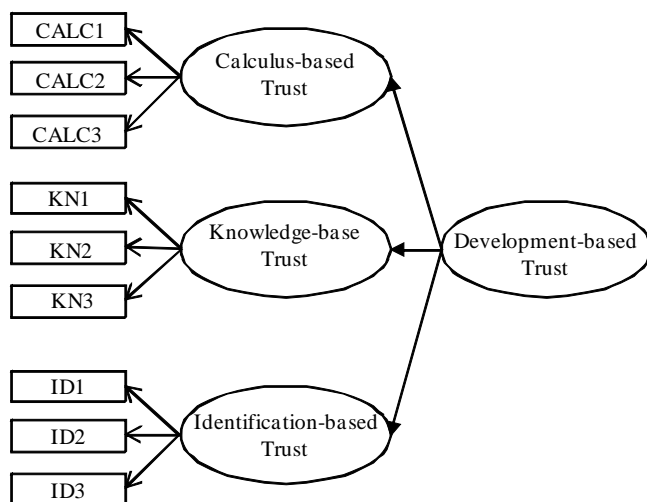 CALC1
CALC2
CALC3
Calculus-based
Trust
KN1
KN2
KN3
Knowledge-base
Trust
Development-based
Trust
ID1
ID2
ID3
Identification-based
Trust